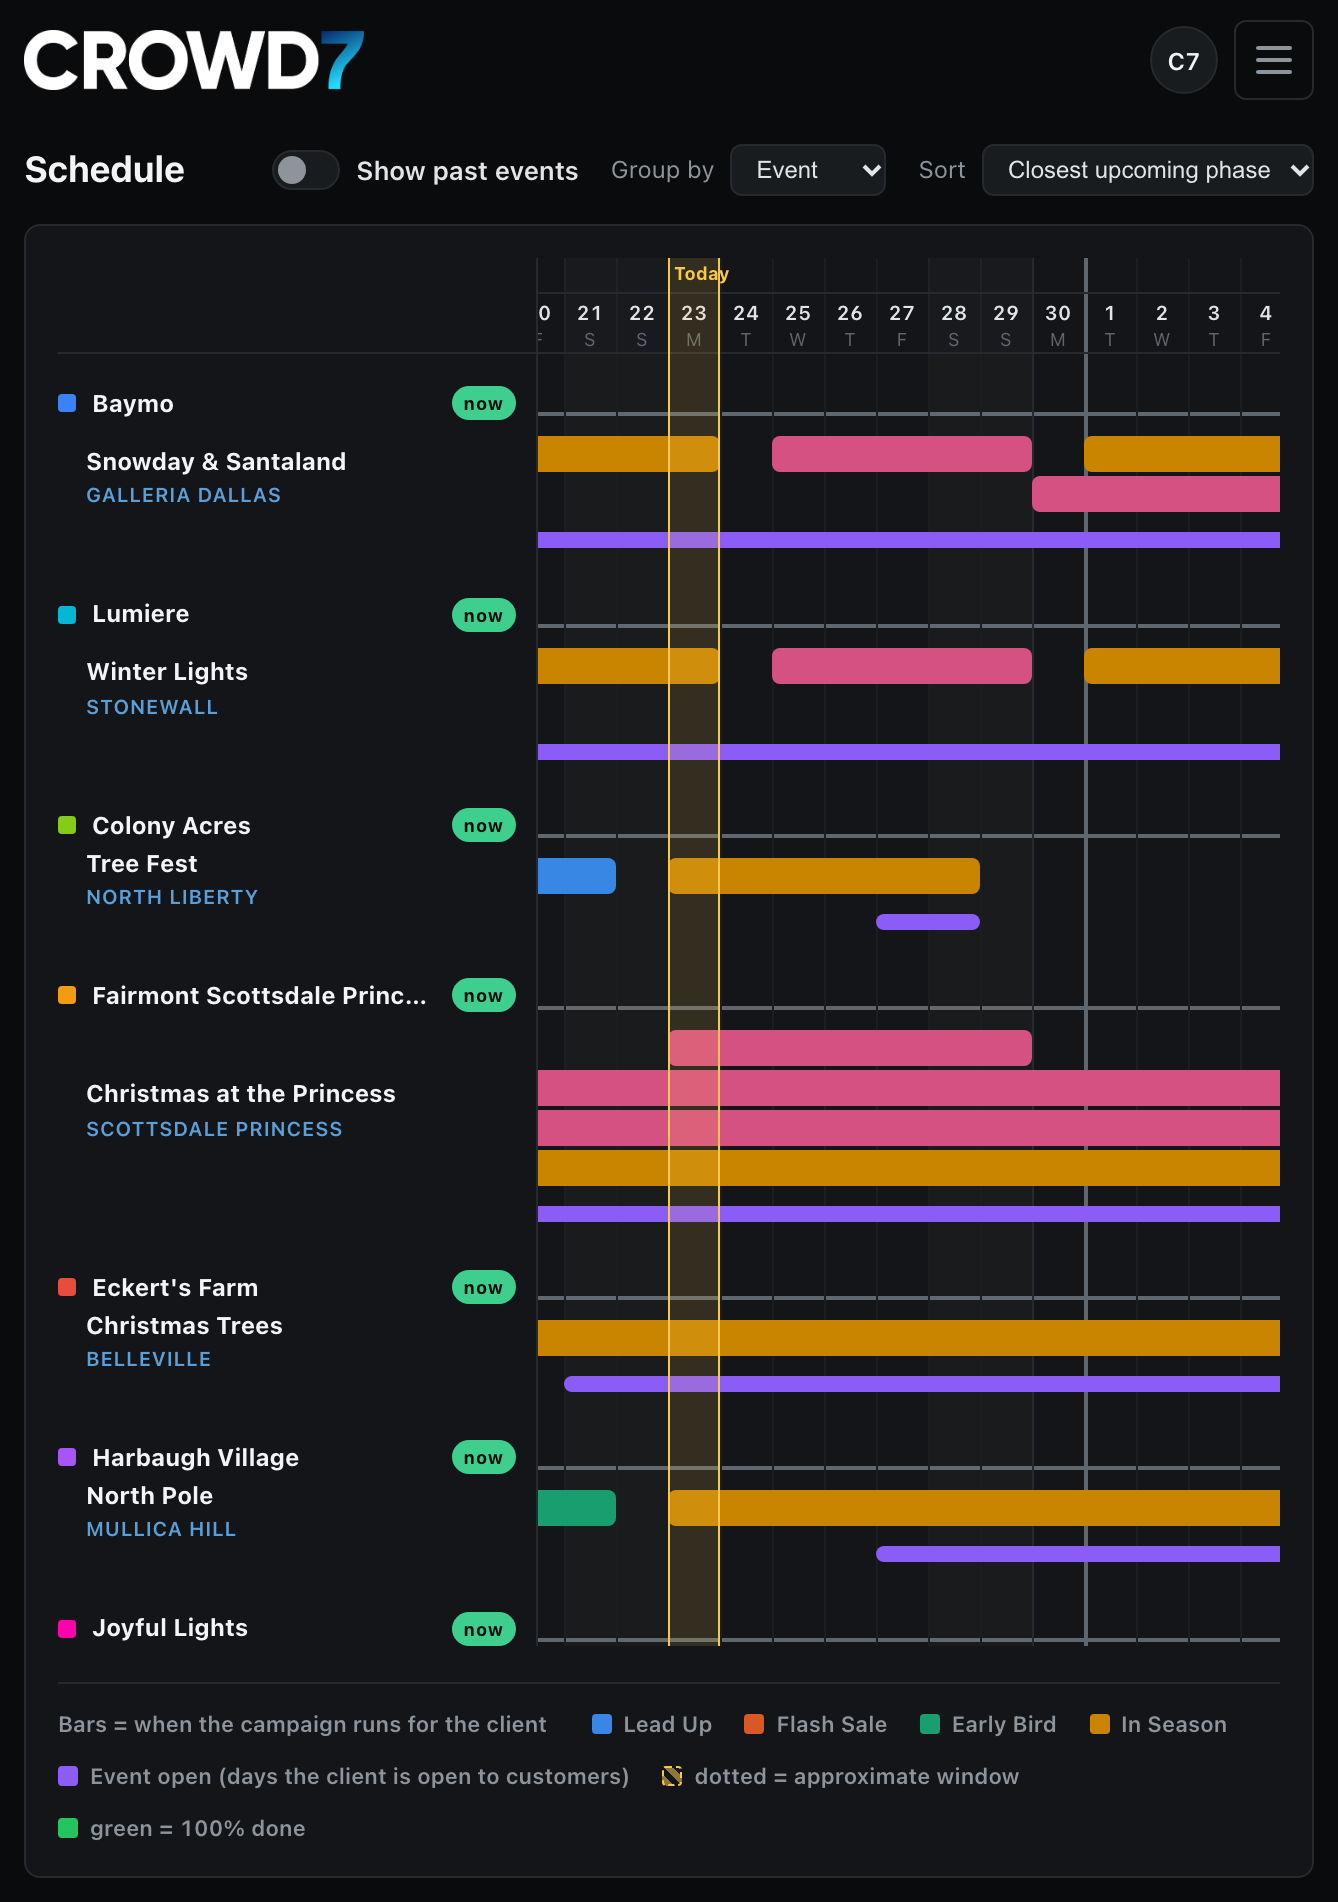 CROWD7
C7
Schedule
Show past events
Group by
Event
Sort
Closest upcoming phase
Today
0 21 22 23 24 25 26 27 28 29 30 1 2 3 4
F S S M T W T F S S M T W T F
Baymo now
Snowday & Santaland
GALLERIA DALLAS
Lumiere now
Winter Lights
STONEWALL
Colony Acres now
Tree Fest
NORTH LIBERTY
Fairmont Scottsdale Princ... now
Christmas at the Princess
SCOTTSDALE PRINCESS
Eckert's Farm now
Christmas Trees
BELLEVILLE
Harbaugh Village now
North Pole
MULLICA HILL
Joyful Lights now
Bars = when the campaign runs for the client Lead Up Flash Sale Early Bird In Season
Event open (days the client is open to customers) dotted = approximate window
green = 100% done